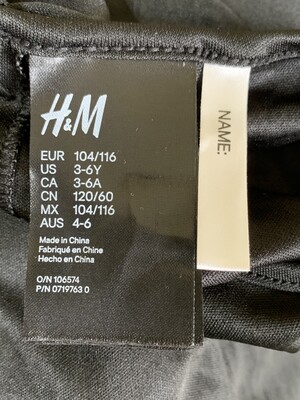 H&M
EUR 104/116
US 3-6Y
CA 3-6A
CN 120/60
MX 104/116
AUS 4-6
Made in China
Fabriqué en Chine
Hecho en China
O/N 106574
P/N 0719763 0
NAME: